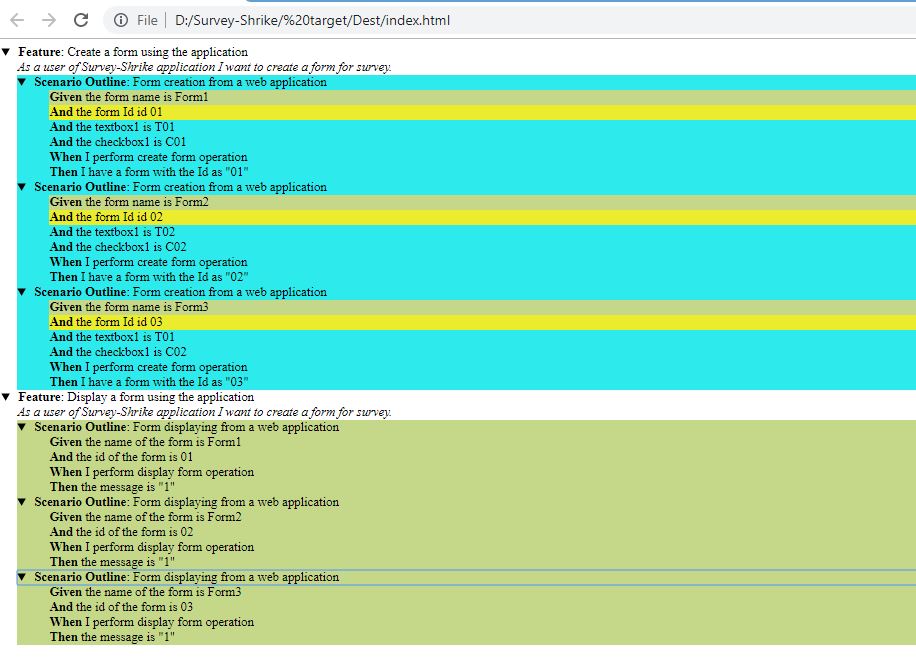 File | D:/Survey-Shrike/%20target/Dest/index.html
Feature: Create a form using the application
As a user of Survey-Shrike application I want to create a form for survey.
Scenario Outline: Form creation from a web application
Given the form name is Form1
And the form Id id 01
And the textbox1 is T01
And the checkbox1 is C01
When I perform create form operation
Then I have a form with the Id as "01"
Scenario Outline: Form creation from a web application
Given the form name is Form2
And the form Id id 02
And the textbox1 is T02
And the checkbox1 is C02
When I perform create form operation
Then I have a form with the Id as "02"
Scenario Outline: Form creation from a web application
Given the form name is Form3
And the form Id id 03
And the textbox1 is T01
And the checkbox1 is C02
When I perform create form operation
Then I have a form with the Id as "03"
Feature: Display a form using the application
As a user of Survey-Shrike application I want to create a form for survey.
Scenario Outline: Form displaying from a web application
Given the name of the form is Form1
And the id of the form is 01
When I perform display form operation
Then the message is "1"
Scenario Outline: Form displaying from a web application
Given the name of the form is Form2
And the id of the form is 02
When I perform display form operation
Then the message is "1"
Scenario Outline: Form displaying from a web application
Given the name of the form is Form3
And the id of the form is 03
When I perform display form operation
Then the message is "1"